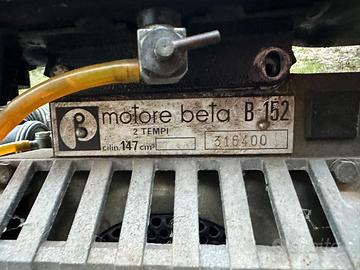 motore beta B 152
2 TEMPI
cilin. 147 cm³ 316400